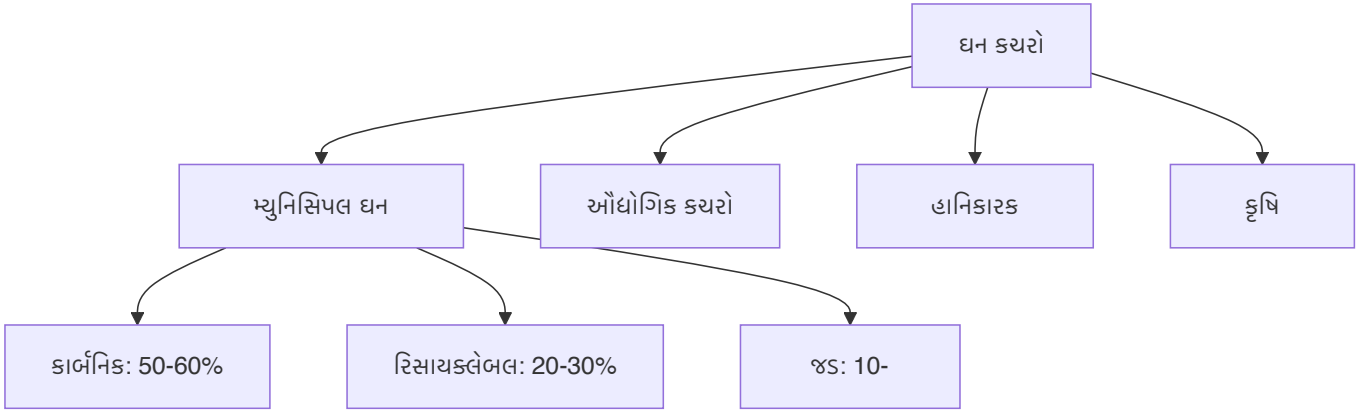 ઘન કચરો
મ્યુનિસિપલ ઘન
ઔદ્યોગિક કચરો
હાનિકારક
કૃષિ
કાર્બનિક: 50-60%
રિસાયક્લેબલ: 20-30%
જડ: 10-